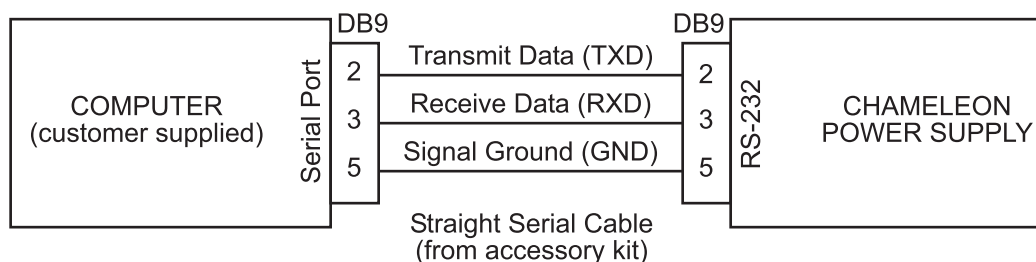 DB9
DB9
COMPUTER
(customer supplied)
Serial Port
2
3
5
Transmit Data (TXD)
Receive Data (RXD)
Signal Ground (GND)
2
3
5
RS-232
CHAMELEON
POWER SUPPLY
Straight Serial Cable
(from accessory kit)